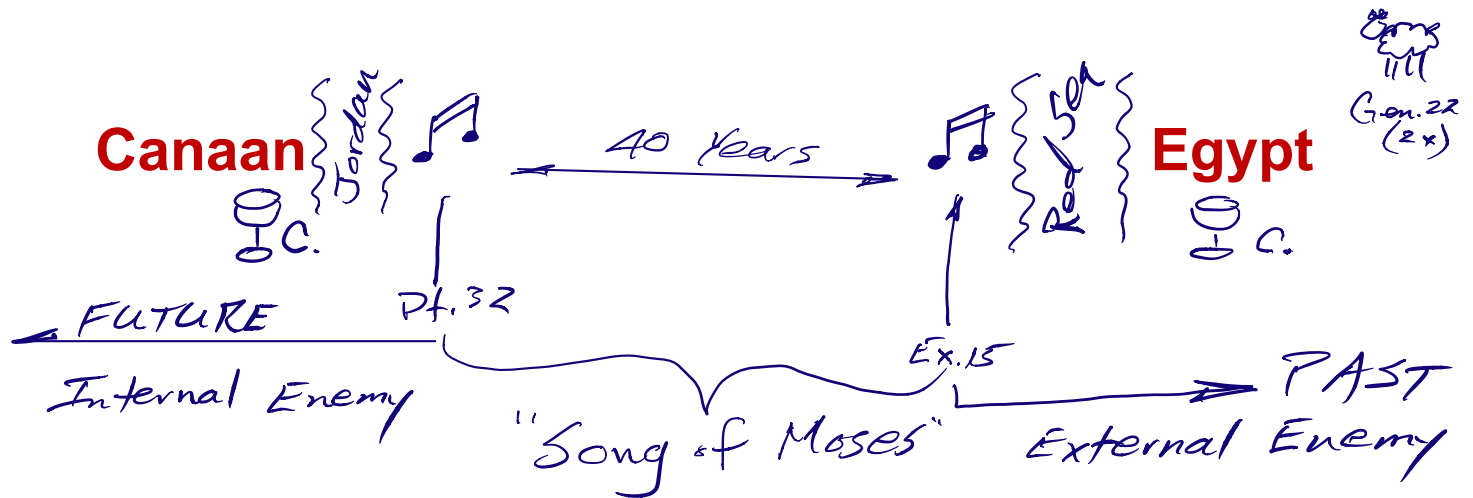 Canaan
Jordan
40 Years
Red Sea
Egypt
Gen. 22
(2x)
C.
C.
FUTURE
Dt. 32
Ex. 15
PAST
Internal Enemy
"Song of Moses"
External Enemy